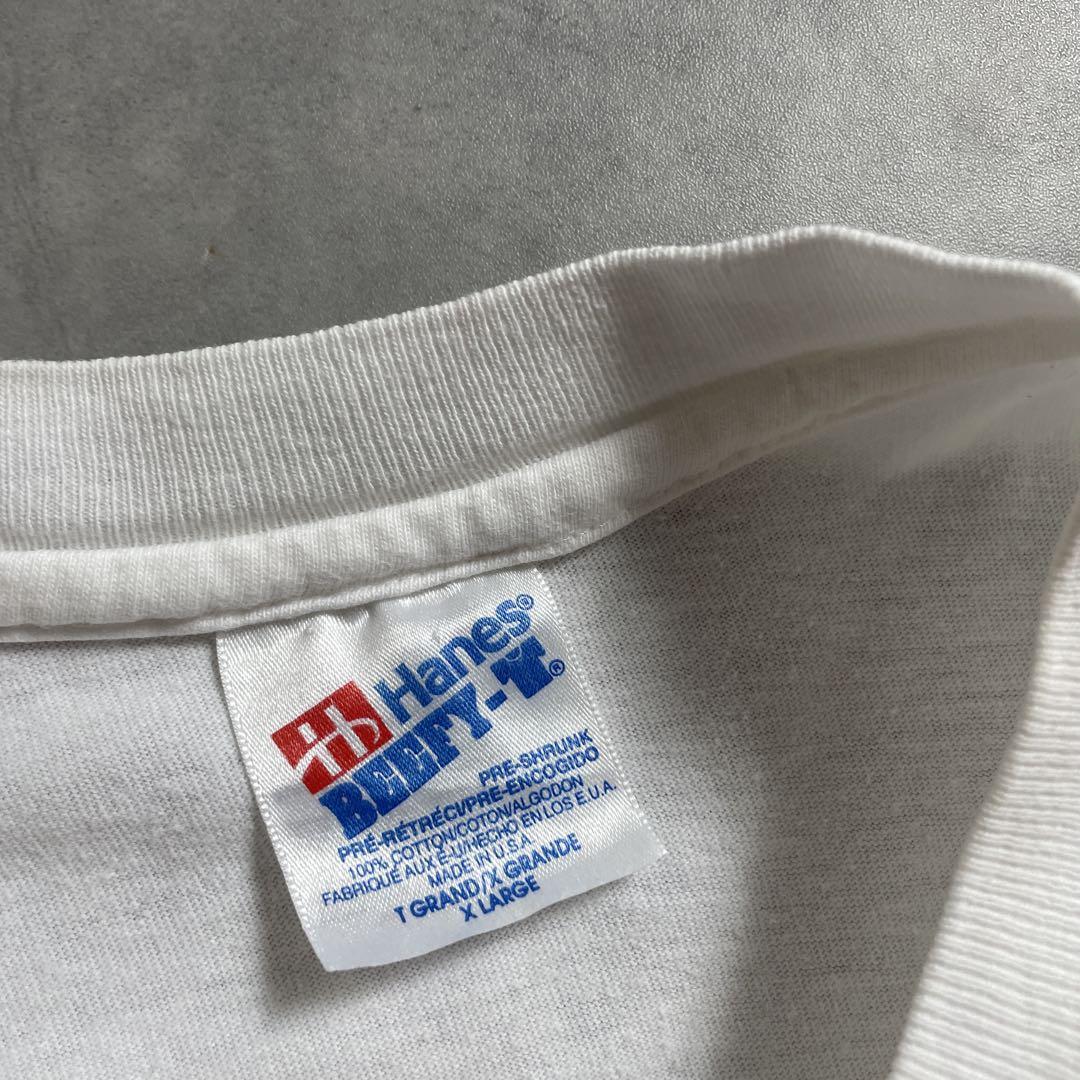 Hanes®
BEEFY-T®
PRE-SHRUNK
PRÉ-RÉTRÉCI/PRE-ENCOGIDO
100% COTTON/COTON/ALGODON
FABRIQUÉ AUX É-U/HECHO EN LOS E.U.A.
MADE IN U.S.A
T GRAND/X GRANDE
X LARGE